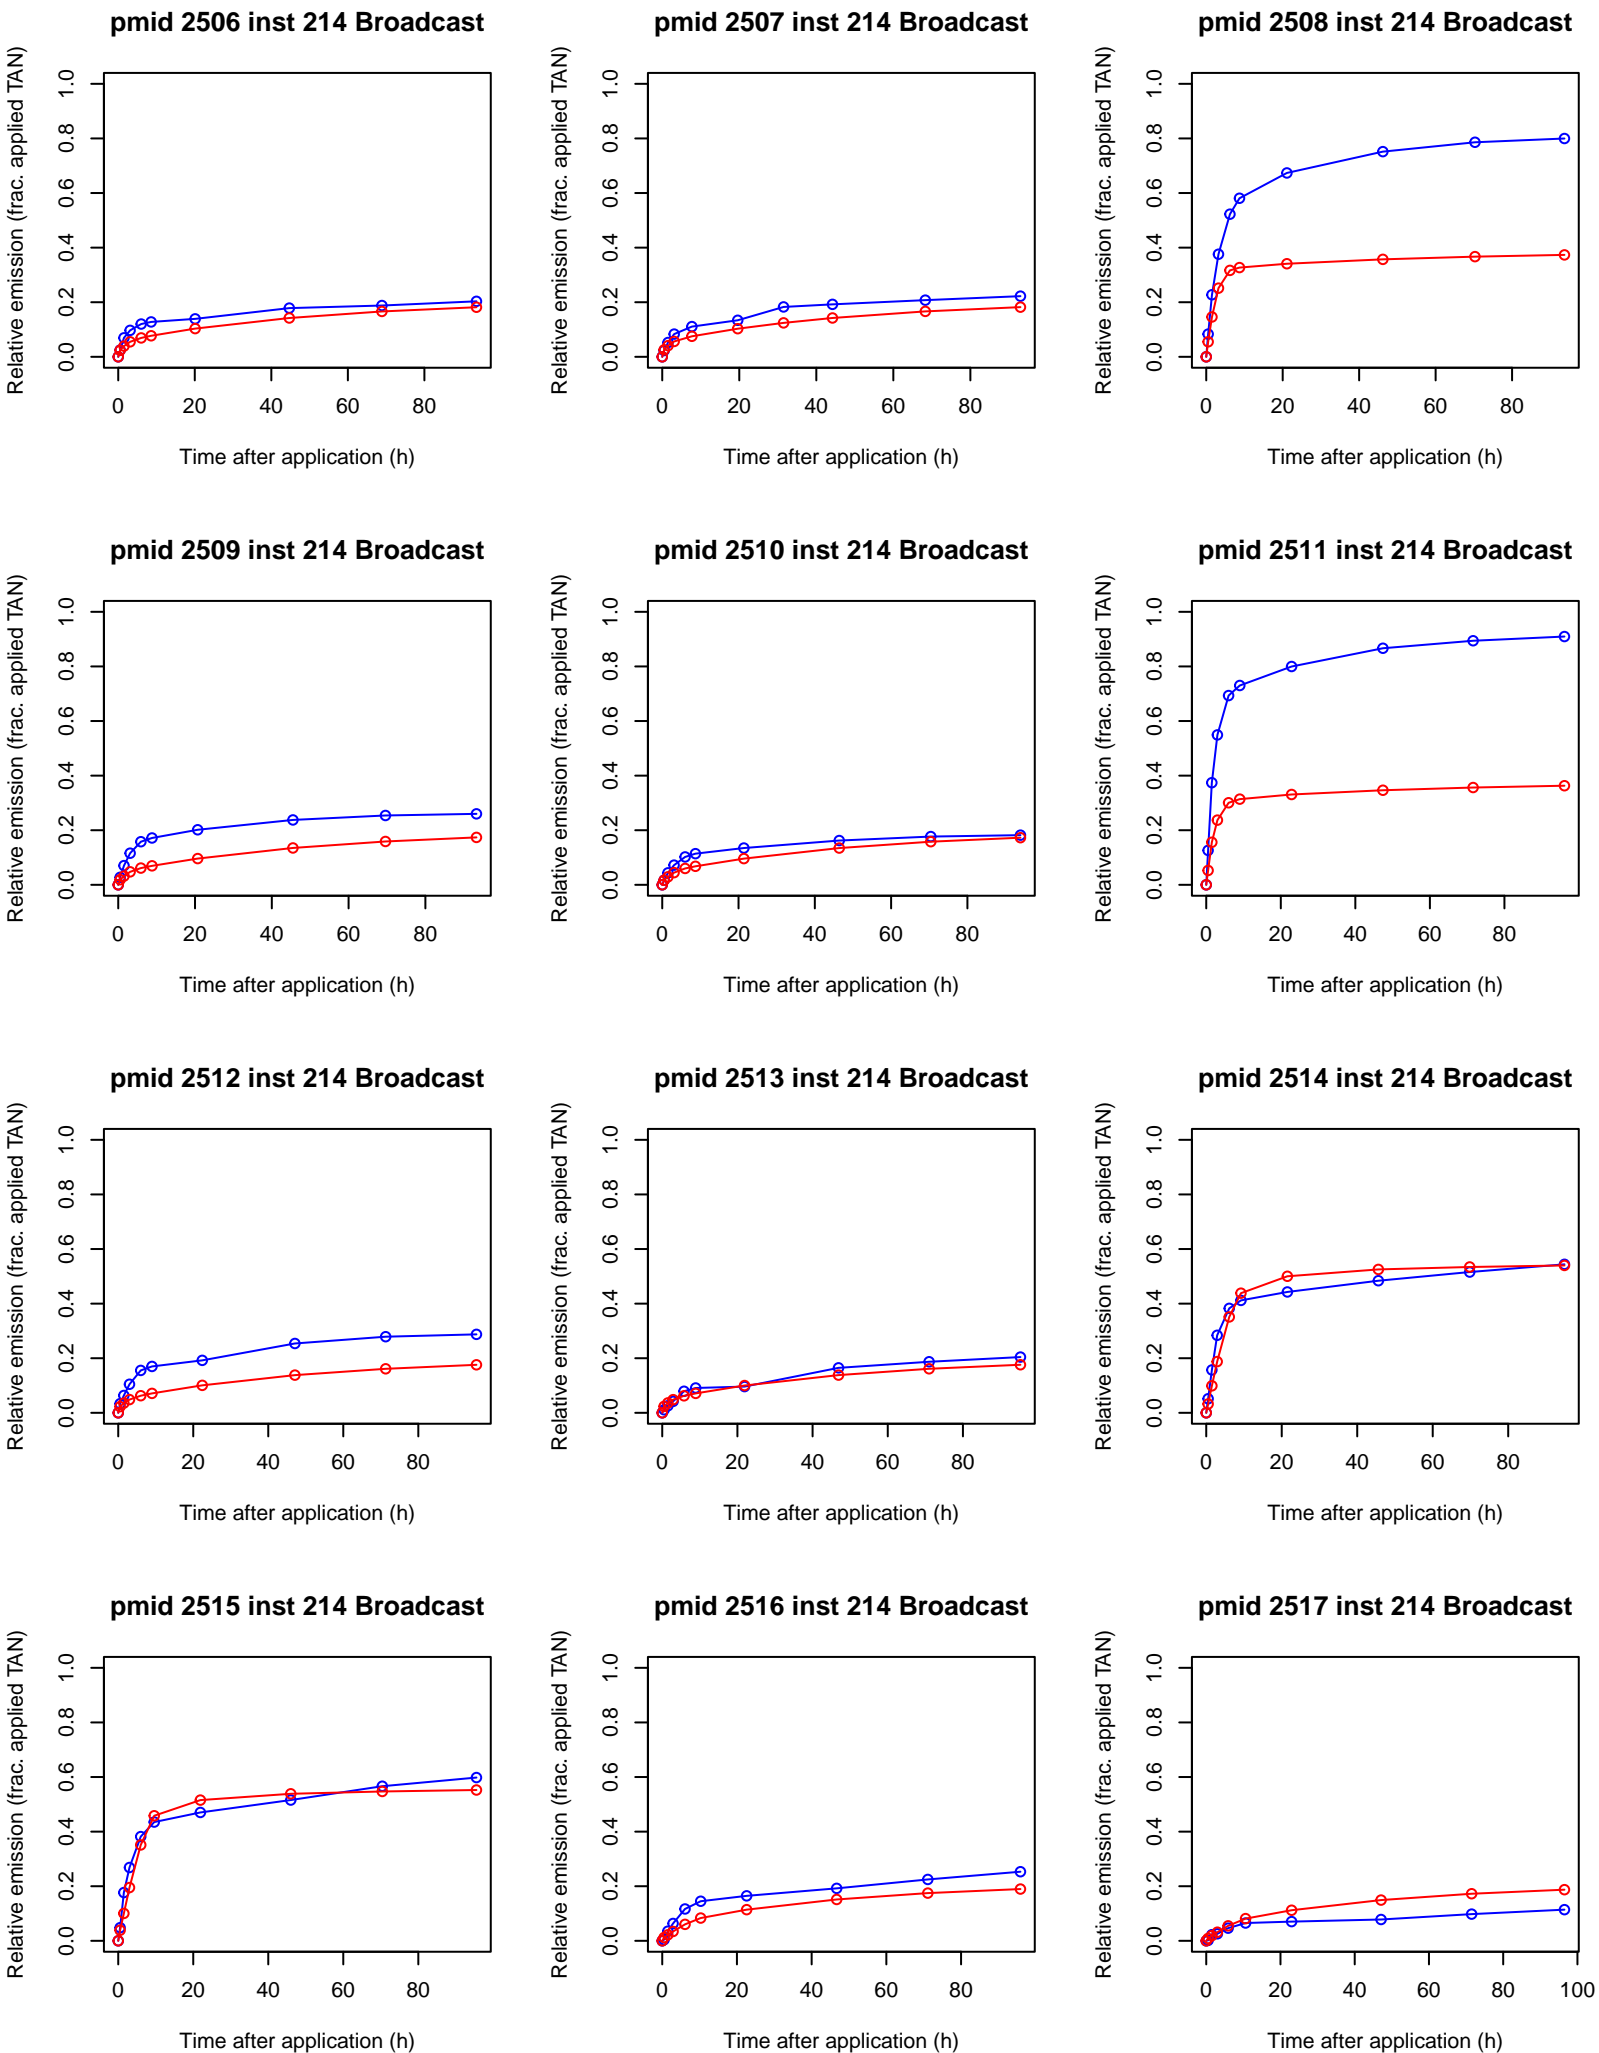 pmid 2506 inst 214 Broadcast
Relative emission (frac. applied TAN)
1.0
0.8
0.6
0.4
0.2
0.0
0 20 40 60 80
Time after application (h)
pmid 2507 inst 214 Broadcast
Relative emission (frac. applied TAN)
1.0
0.8
0.6
0.4
0.2
0.0
0 20 40 60 80
Time after application (h)
pmid 2508 inst 214 Broadcast
Relative emission (frac. applied TAN)
1.0
0.8
0.6
0.4
0.2
0.0
0 20 40 60 80
Time after application (h)
pmid 2509 inst 214 Broadcast
Relative emission (frac. applied TAN)
1.0
0.8
0.6
0.4
0.2
0.0
0 20 40 60 80
Time after application (h)
pmid 2510 inst 214 Broadcast
Relative emission (frac. applied TAN)
1.0
0.8
0.6
0.4
0.2
0.0
0 20 40 60 80
Time after application (h)
pmid 2511 inst 214 Broadcast
Relative emission (frac. applied TAN)
1.0
0.8
0.6
0.4
0.2
0.0
0 20 40 60 80
Time after application (h)
pmid 2512 inst 214 Broadcast
Relative emission (frac. applied TAN)
1.0
0.8
0.6
0.4
0.2
0.0
0 20 40 60 80
Time after application (h)
pmid 2513 inst 214 Broadcast
Relative emission (frac. applied TAN)
1.0
0.8
0.6
0.4
0.2
0.0
0 20 40 60 80
Time after application (h)
pmid 2514 inst 214 Broadcast
Relative emission (frac. applied TAN)
1.0
0.8
0.6
0.4
0.2
0.0
0 20 40 60 80
Time after application (h)
pmid 2515 inst 214 Broadcast
Relative emission (frac. applied TAN)
1.0
0.8
0.6
0.4
0.2
0.0
0 20 40 60 80
Time after application (h)
pmid 2516 inst 214 Broadcast
Relative emission (frac. applied TAN)
1.0
0.8
0.6
0.4
0.2
0.0
0 20 40 60 80
Time after application (h)
pmid 2517 inst 214 Broadcast
Relative emission (frac. applied TAN)
1.0
0.8
0.6
0.4
0.2
0.0
0 20 40 60 80 100
Time after application (h)